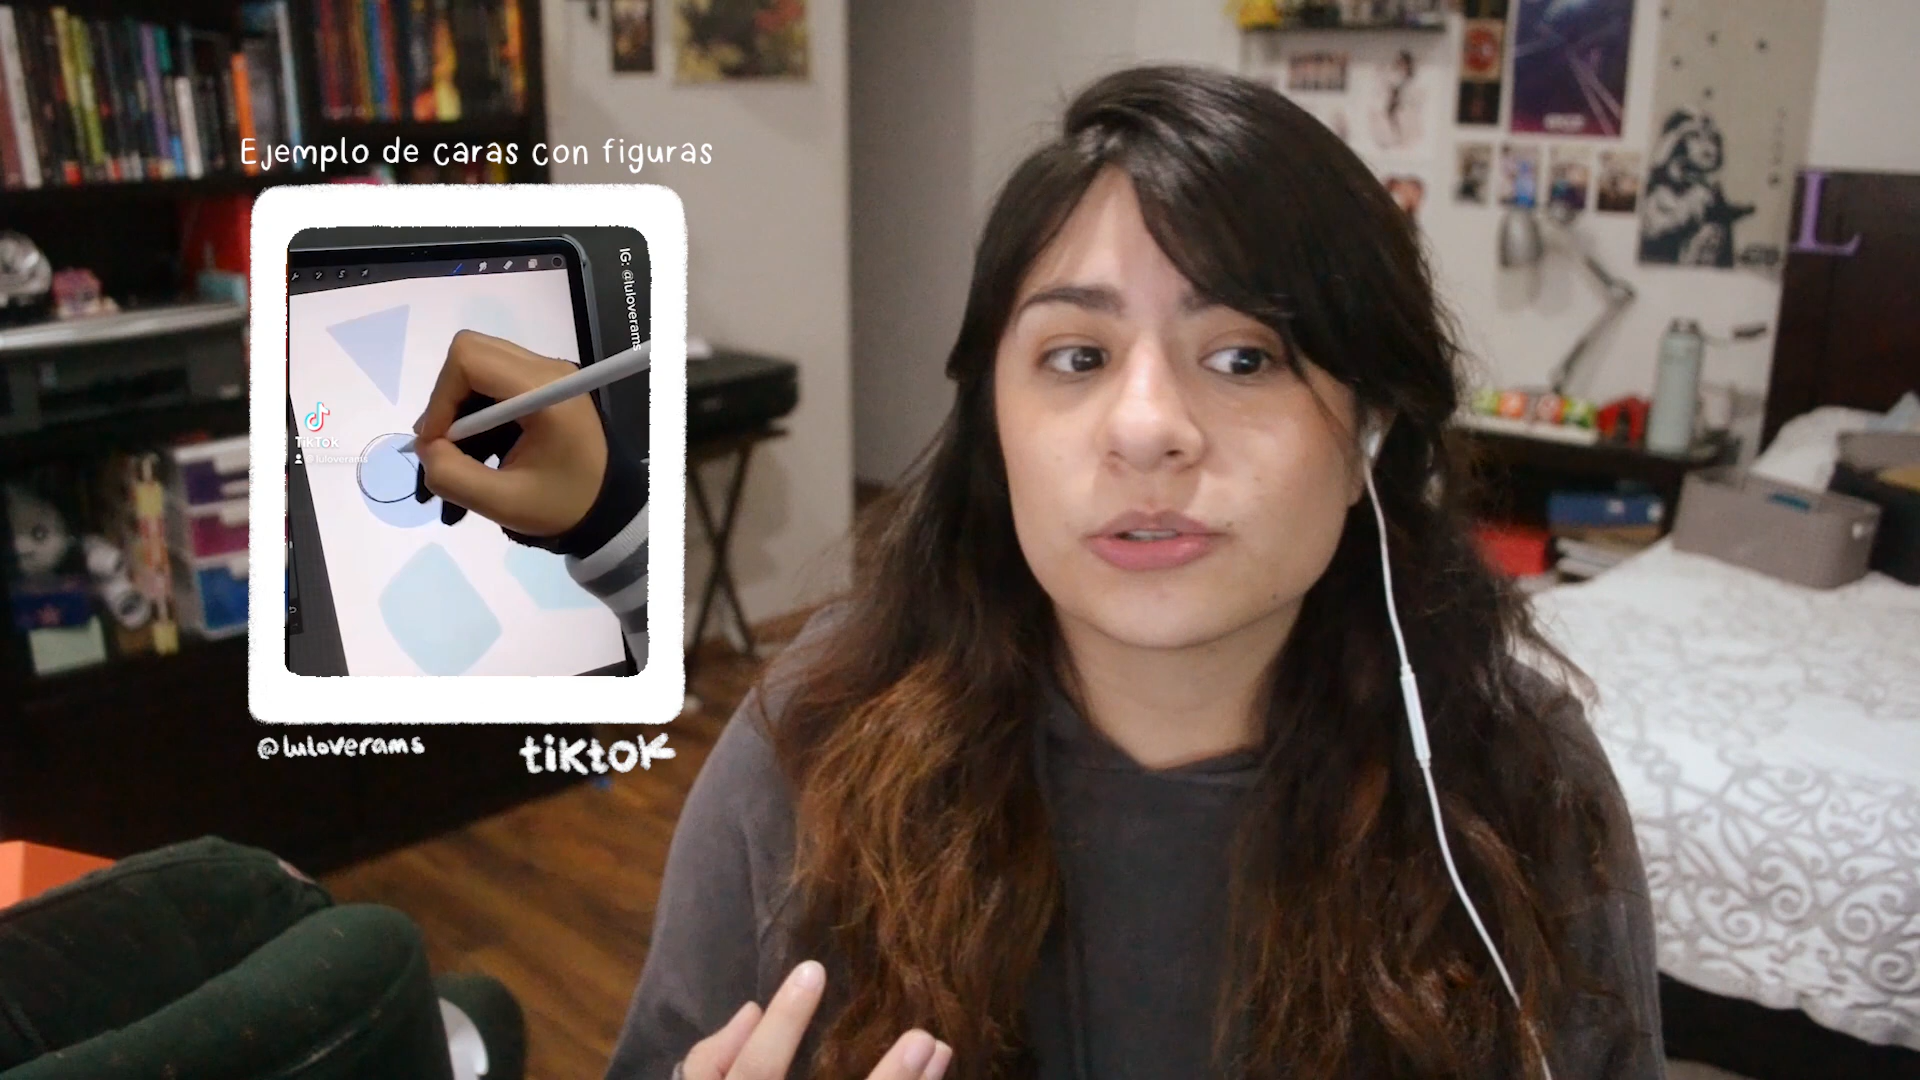 Ejemplo de caras con figuras
IG: @luloverams
TikTok
@luloverams
@luloverams
tiktok
L